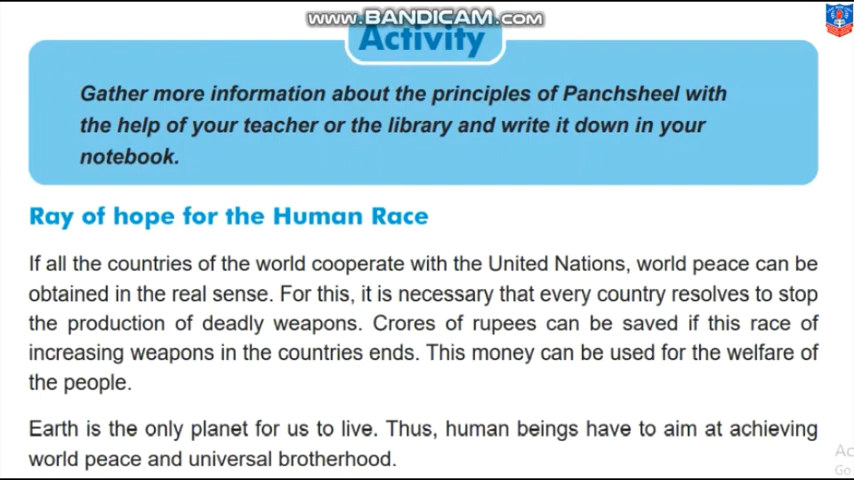 WWW.BANDICAM.COM
Activity
Gather more information about the principles of Panchsheel with
the help of your teacher or the library and write it down in your
notebook.
Ray of hope for the Human Race
If all the countries of the world cooperate with the United Nations, world peace can be
obtained in the real sense. For this, it is necessary that every country resolves to stop
the production of deadly weapons. Crores of rupees can be saved if this race of
increasing weapons in the countries ends. This money can be used for the welfare of
the people.
Earth is the only planet for us to live. Thus, human beings have to aim at achieving
world peace and universal brotherhood.
Ac
Go